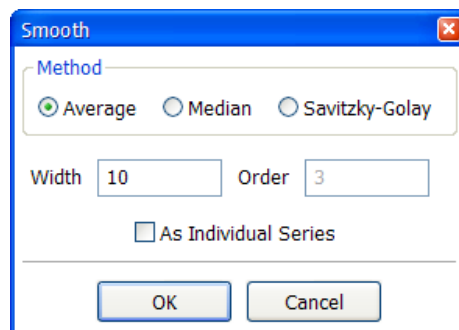 Smooth
Method
Average Median Savitzky-Golay
Width 10 Order 3
As Individual Series
OK Cancel